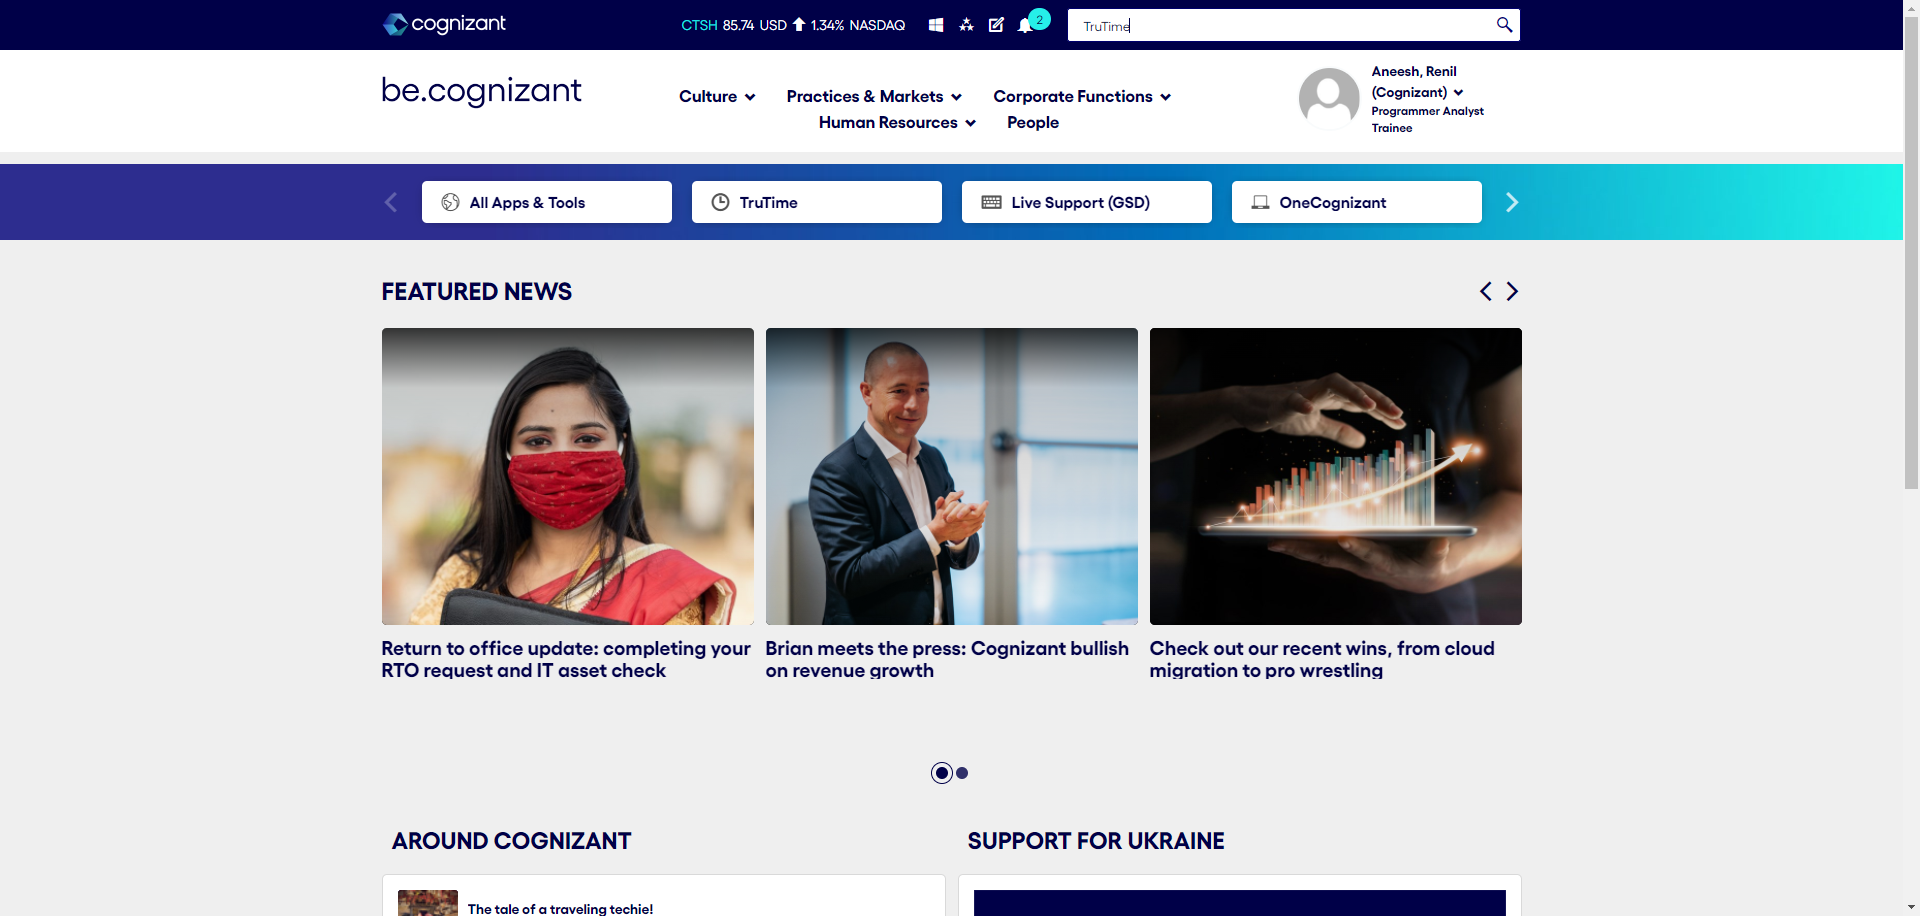 cognizant
CTSH 85.74 USD 1.34% NASDAQ
2
TruTime
be.cognizant
Culture
Practices & Markets
Corporate Functions
Human Resources
People
Aneesh, Renil
(Cognizant)
Programmer Analyst
Trainee
All Apps & Tools
TruTime
Live Support (GSD)
OneCognizant
FEATURED NEWS
Return to office update: completing your
RTO request and IT asset check
Brian meets the press: Cognizant bullish
on revenue growth
Check out our recent wins, from cloud
migration to pro wrestling
AROUND COGNIZANT
The tale of a traveling techie!
SUPPORT FOR UKRAINE